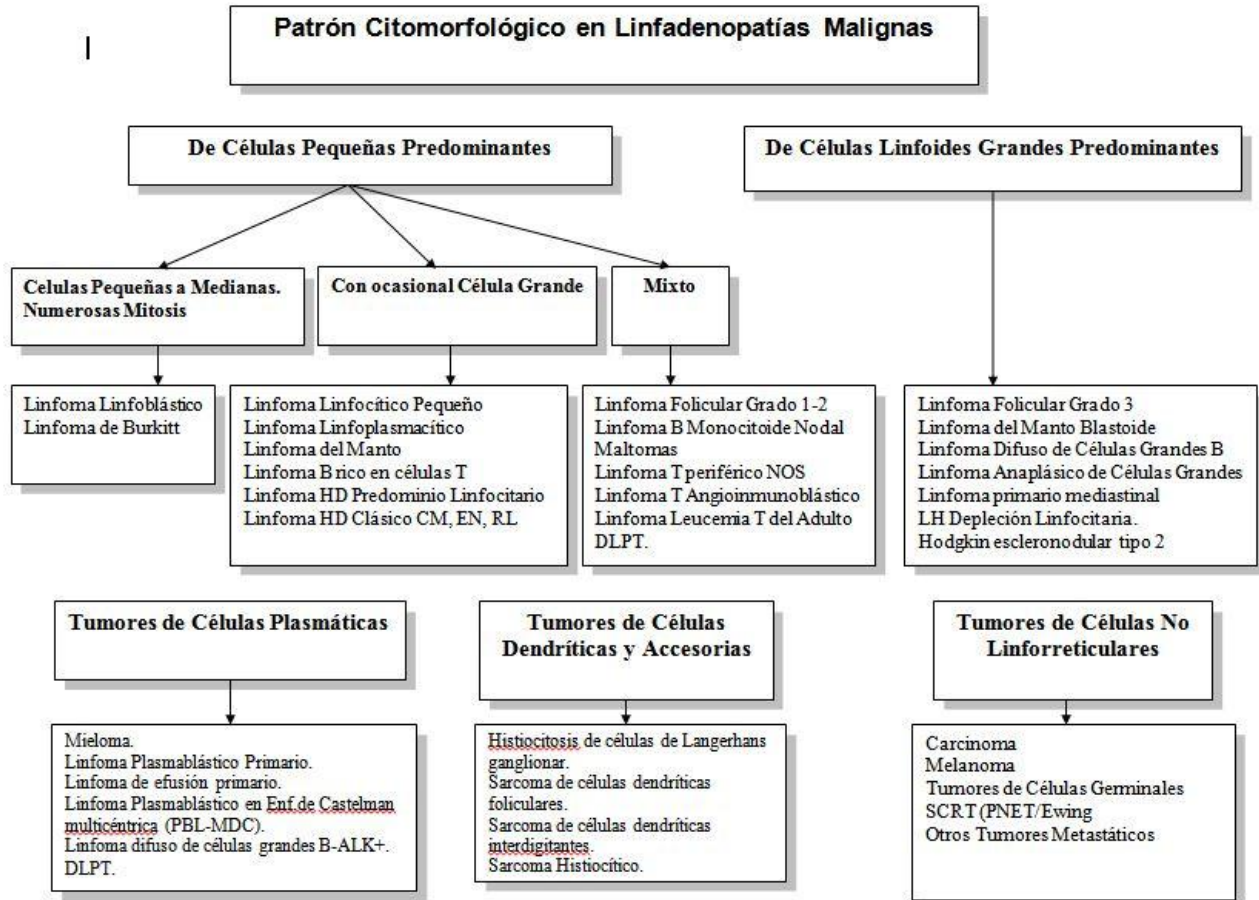 Patrón Citomorfológico en Linfadenopatías Malignas
De Células Pequeñas Predominantes
De Células Linfoides Grandes Predominantes
Celulas Pequeñas a Medianas.
Numerosas Mitosis
Con ocasional Célula Grande
Mixto
Linfoma Linfoblástico
Linfoma de Burkitt
Linfoma Linfocítico Pequeño
Linfoma Linfoplasmacítico
Linfoma del Manto
Linfoma B rico en células T
Linfoma HD Predominio Linfocitario
Linfoma HD Clásico CM, EN, RL
Linfoma Folicular Grado 1-2
Linfoma B Monocitoide Nodal
Maltomas
Linfoma T periférico NOS
Linfoma T Angioinmunoblástico
Linfoma Leucemia T del Adulto
DLPT.
Linfoma Folicular Grado 3
Linfoma del Manto Blastoide
Linfoma Difuso de Células Grandes B
Linfoma Anaplásico de Células Grandes
Linfoma primario mediastinal
LH Depleción Linfocitaria.
Hodgkin escleronodular tipo 2
Tumores de Células Plasmáticas
Tumores de Células
Dendríticas y Accesorias
Tumores de Células No
Linforreticulares
Mieloma.
Linfoma Plasmablástico Primario.
Linfoma de efusión primario.
Linfoma Plasmablástico en Enf.de Castelman
multicéntrica (PBL-MDC).
Linfoma difuso de células grandes B-ALK+.
DLPT.
Histiocitosis de células de Langerhans
ganglionar.
Sarcoma de células dendríticas
foliculares.
Sarcoma de células dendríticas
interdigitantes.
Sarcoma Histiocítico.
Carcinoma
Melanoma
Tumores de Células Germinales
SCRT (PNET/Ewing
Otros Tumores Metastáticos